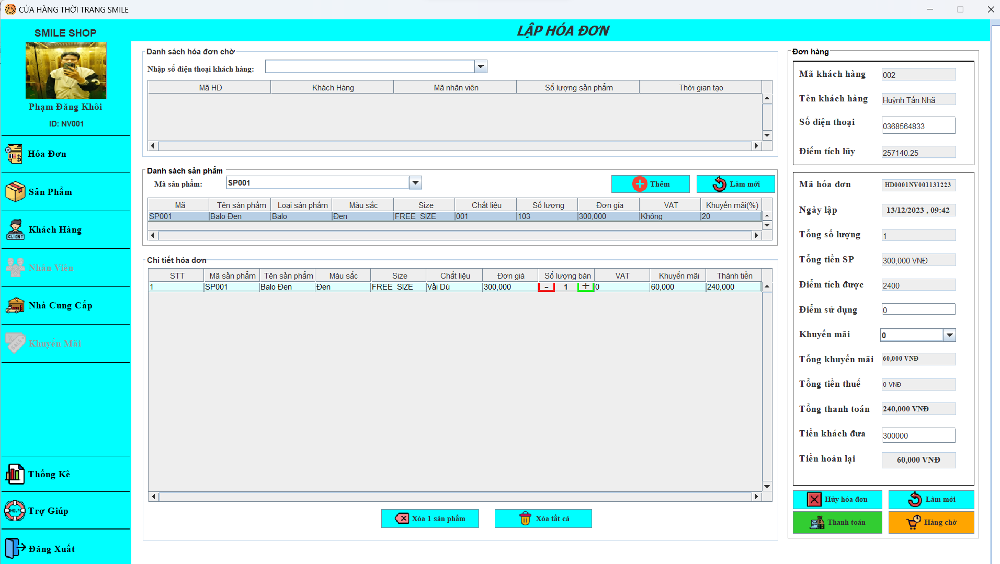 CỬA HÀNG THỜI TRANG SMILE
SMILE SHOP
Phạm Đăng Khôi
ID: NV001
Hóa Đơn
Sản Phẩm
CLIENT
Khách Hàng
Nhân Viên
Nhà Cung Cấp
SALE
Khuyến Mãi
Thống Kê
HELP
Trợ Giúp
Đăng Xuất
LẬP HÓA ĐƠN
Danh sách hóa đơn chờ
Nhập số điện thoại khách hàng:
Mã HD Khách Hàng Mã nhân viên Số lượng sản phẩm Thời gian tạo
Danh sách sản phẩm
Mã sản phẩm: SP001 Thêm Làm mới
Mã Tên sản phẩm Loại sản phẩm Màu sắc Size Chất liệu Số lượng Đơn gía VAT Khuyến mãi(%)
SP001 Balo Đen Balo Đen FREE SIZE 001 103 300,000 Không 20
Chi tiết hóa đơn
STT Mã sản phẩm Tên sản phẩm Màu sắc Size Chất liệu Đơn giá Số lượng bán VAT Khuyến mãi Thành tiền
1 SP001 Balo Đen Đen FREE SIZE Vải Dù 300,000 - 1 + 0 60,000 240,000
Xóa 1 sản phẩm Xóa tất cả
Đơn hàng
Mã khách hàng 002
Tên khách hàng Huỳnh Tấn Nhã
Số điện thoại 0368564833
Điểm tích lũy 257140.25
Mã hóa đơn HD0001NV001131223
Ngày lập 13/12/2023 , 09:42
Tổng số lượng 1
Tổng tiền SP 300,000 VNĐ
Điểm tích được 2400
Điểm sử dụng 0
Khuyến mãi 0
Tổng khuyến mãi 60,000 VNĐ
Tổng tiền thuế 0 VNĐ
Tổng thanh toán 240,000 VNĐ
Tiền khách đưa 300000
Tiền hoàn lại 60,000 VNĐ
Hủy hóa đơn Làm mới
Thanh toán Hàng chờ